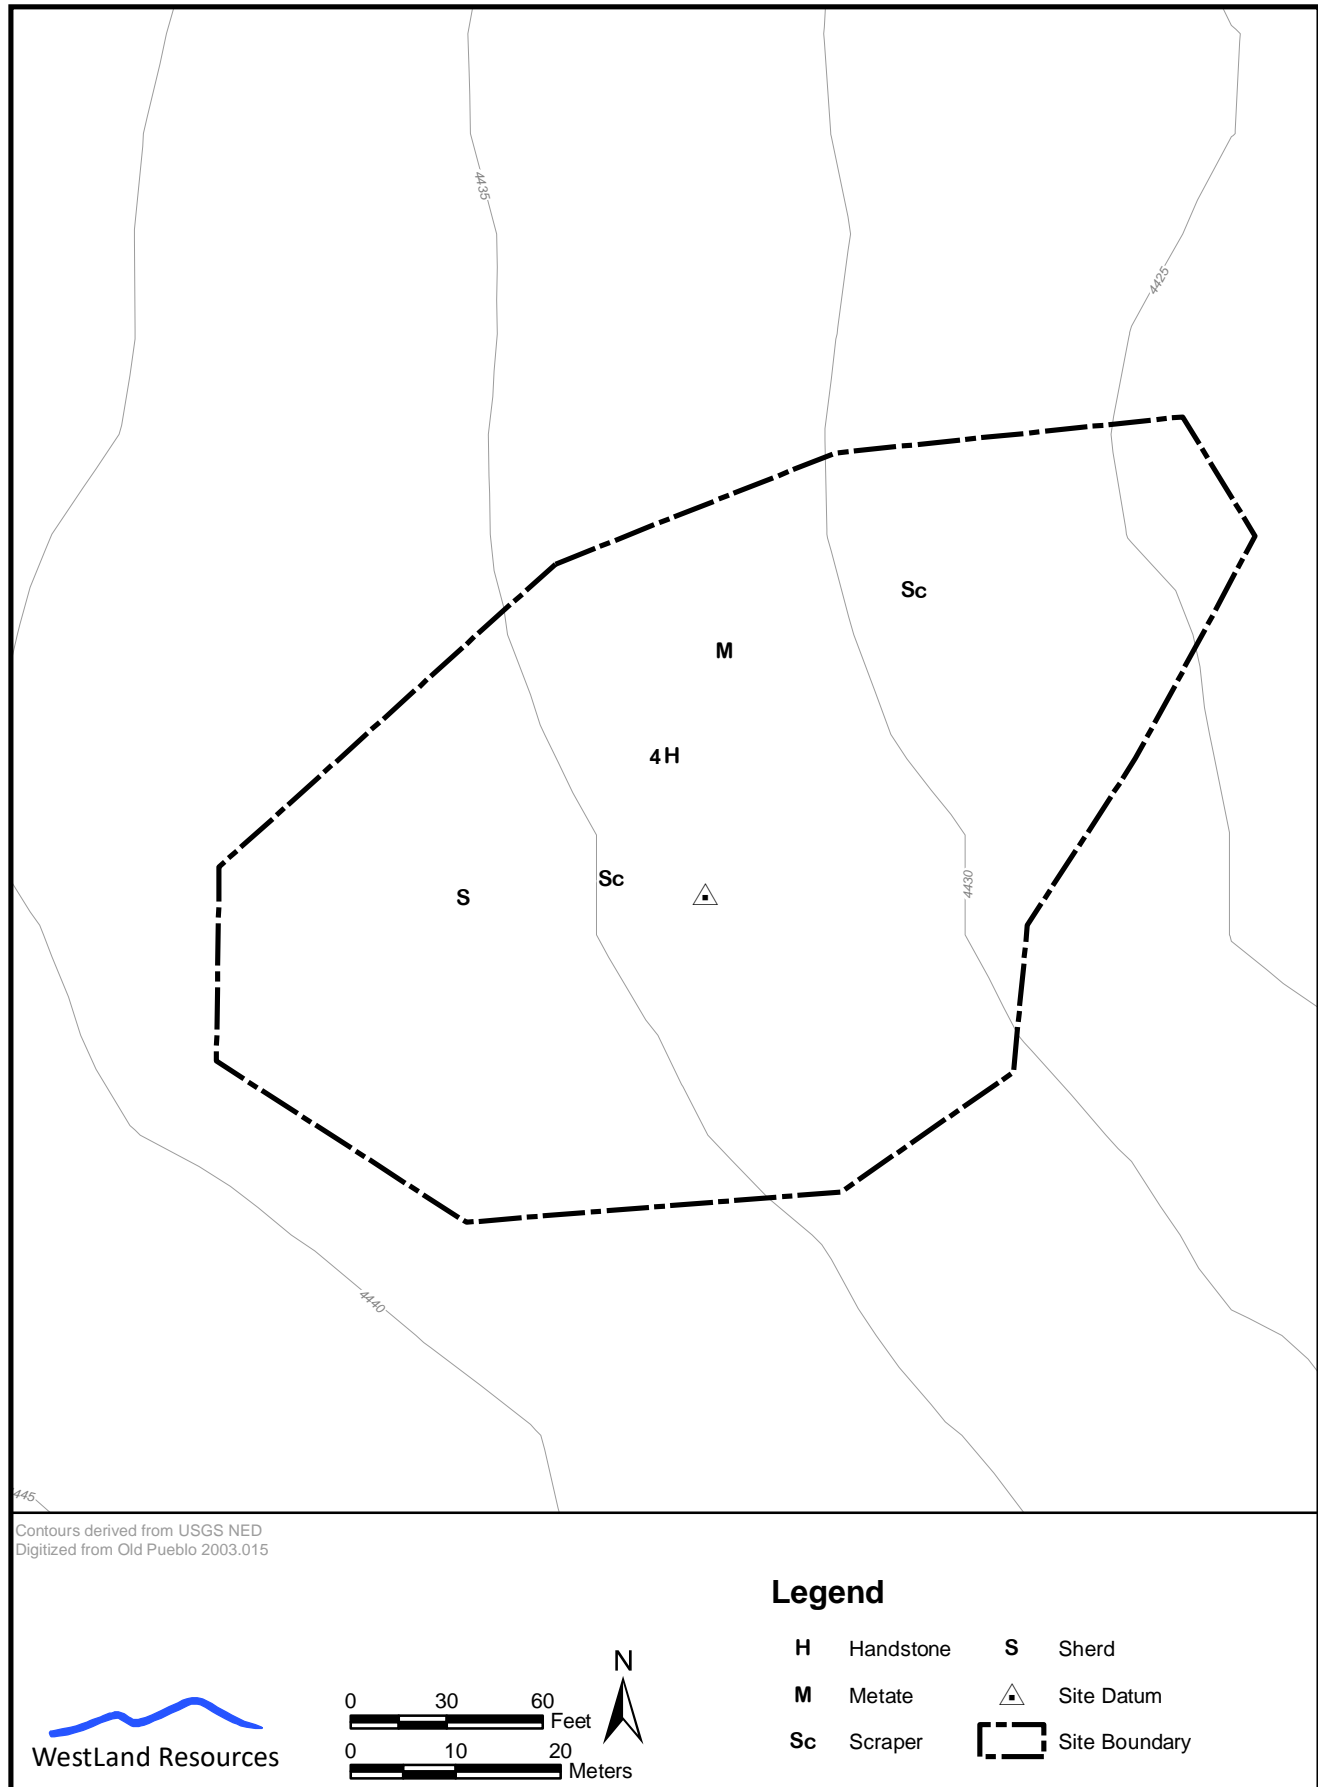 4435
4425
Sc
M
4 H
Sc
S
4430
4440
445
Contours derived from USGS NED
Digitized from Old Pueblo 2003.015
Legend
H Handstone S Sherd
M Metate Site Datum
Sc Scraper Site Boundary
N
0 30 60
Feet
0 10 20
Meters
WestLand Resources